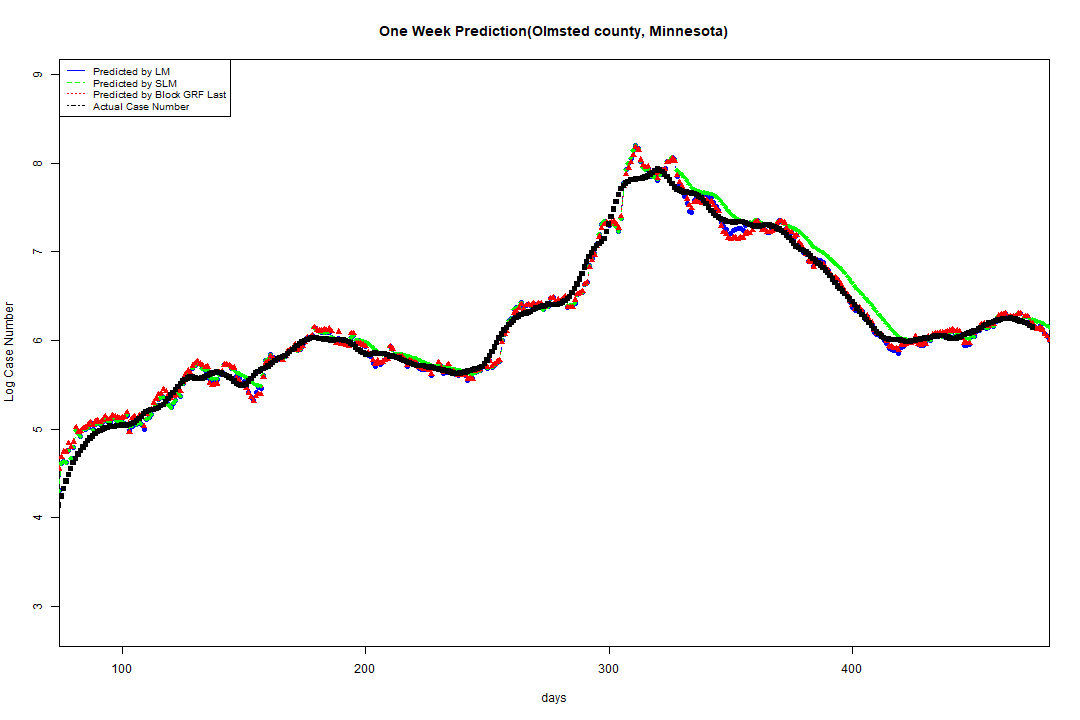 One Week Prediction(Olmsted county, Minnesota)
Predicted by LM
Predicted by SLM
Predicted by Block GRF Last
Actual Case Number
Log Case Number
9
8
7
6
5
4
3
100 200 300 400
days